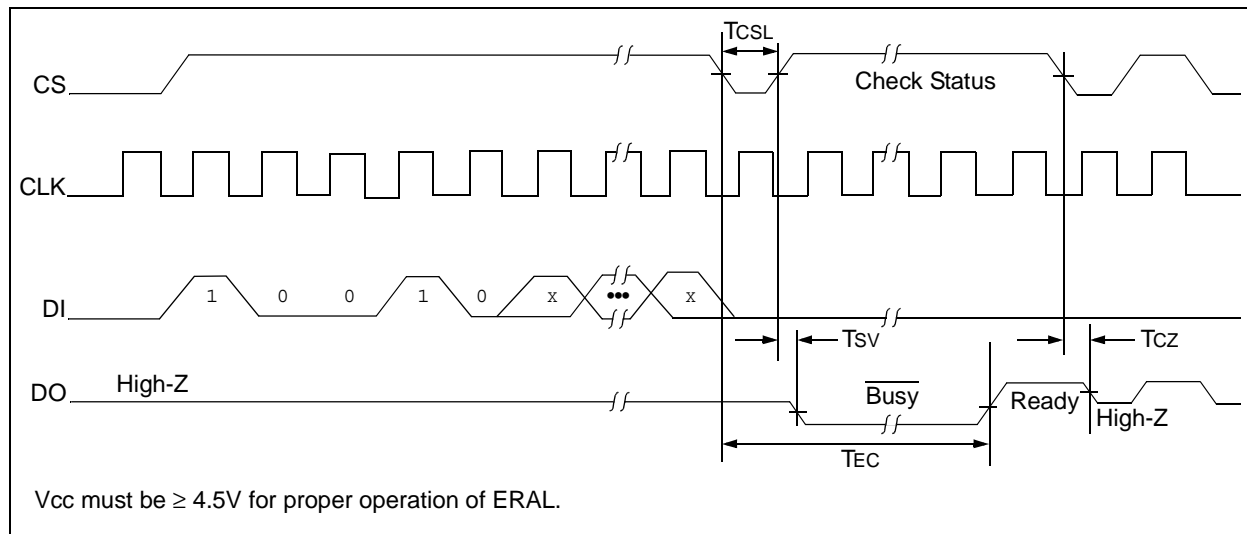 TCSL
CS
Check Status
CLK
DI
1 0 0 1 0 x ••• x
TSV
TCZ
DO
High-Z
Busy
Ready
High-Z
TEC
Vcc must be ≥ 4.5V for proper operation of ERAL.